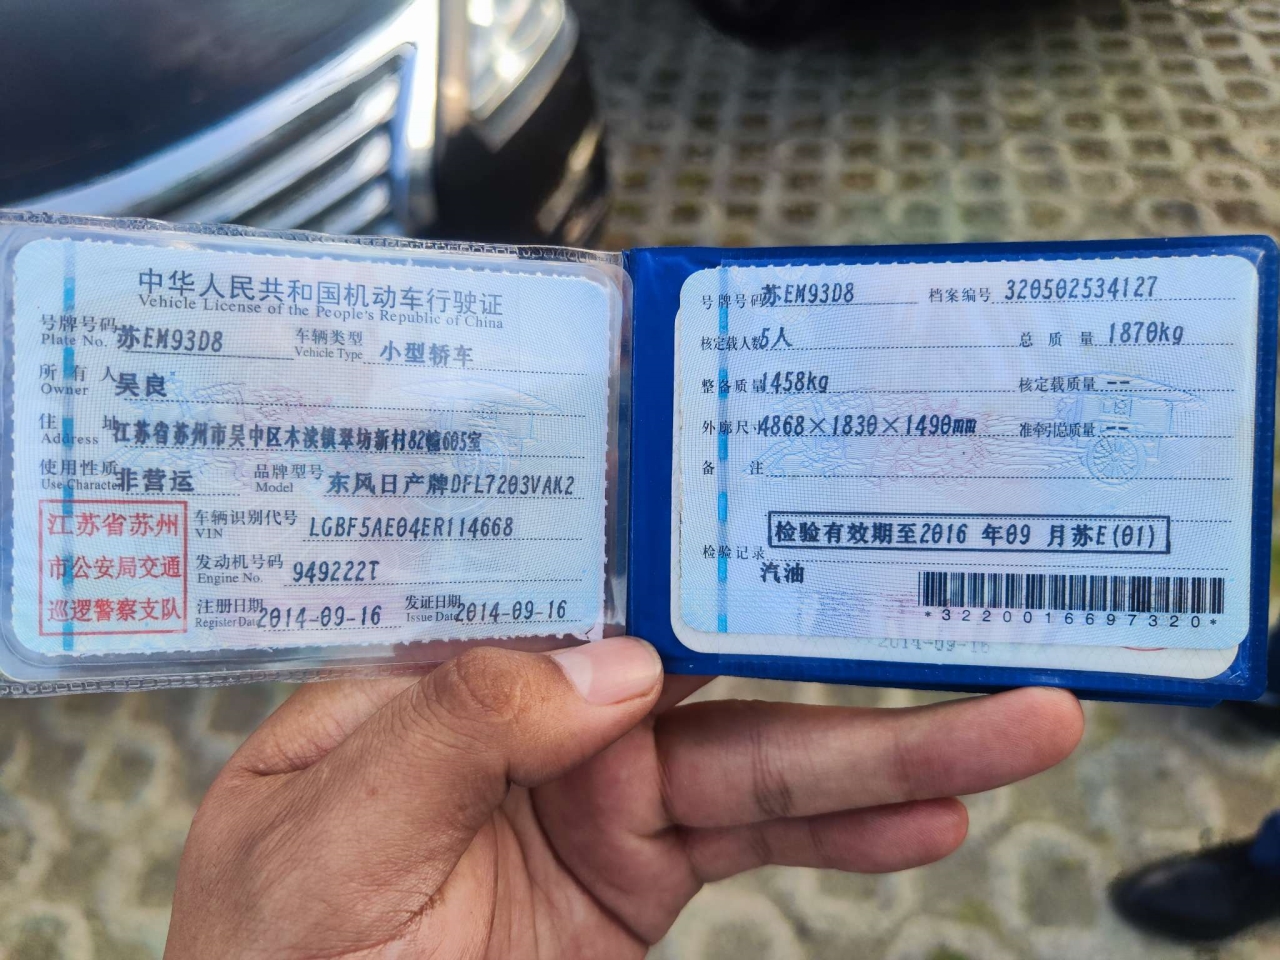 中华人民共和国机动车行驶证
Vehicle License of the People's Republic of China
号牌号码 苏EM93D8 车辆类型 小型轿车
Plate No. Vehicle Type
所有人 吴良
Owner
住址 江苏省苏州市吴中区木渎镇翠坊新村82幢605室
Address
使用性质 非营运 品牌型号 东风日产牌DFL7203VAK2
Use Character Model
江苏省苏州
市公安局交通
巡逻警察支队
车辆识别代号 LGBF5AE04ER114668
VIN
发动机号码 949222T
Engine No.
注册日期 2014-09-16 发证日期 2014-09-16
Register Date Issue Date
号牌号码 苏EM93D8 档案编号 320502534127
核定载人数 5人 总质量 1870kg
整备质量 1458kg 核定载质量 --
外廓尺寸 4868×1830×1490mm 准牵引总质量 --
备注
检验有效期至2016 年09 月苏E(01)
检验记录
汽油
*3220016697320*
2014-09-16